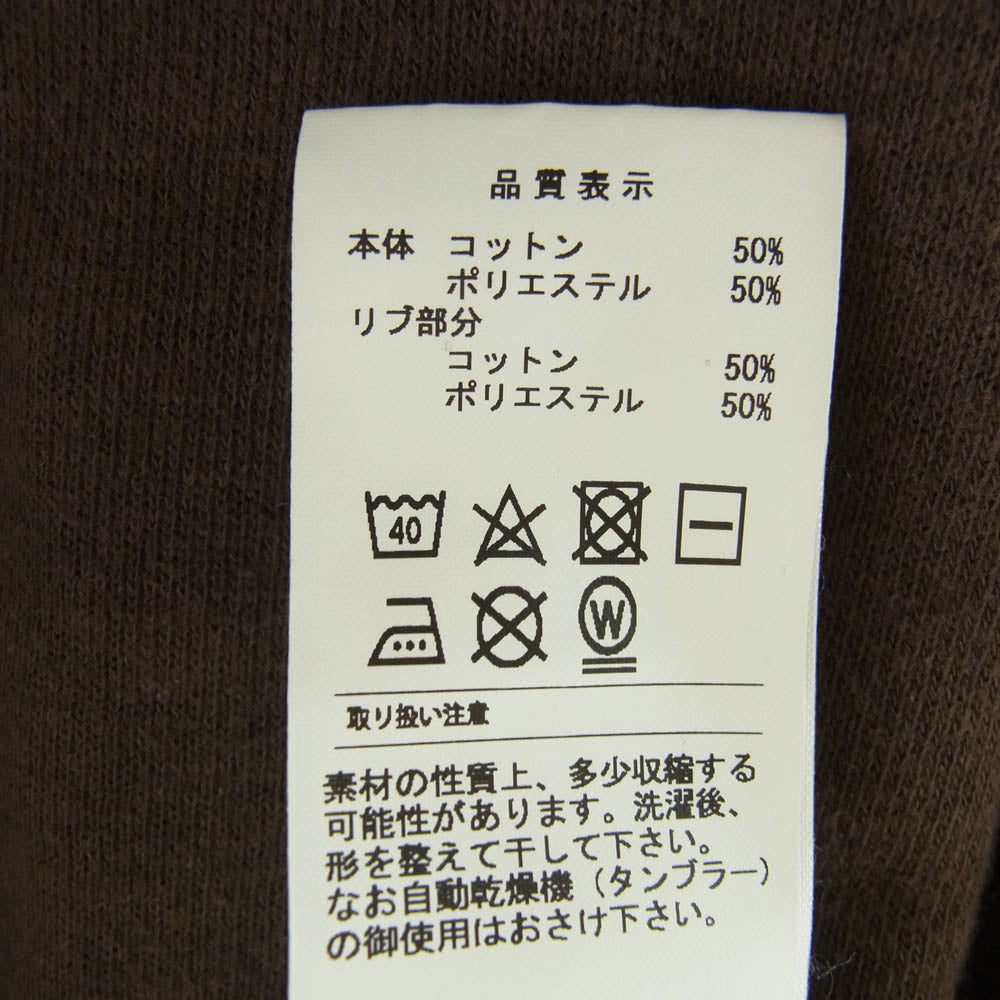 品質表示
本体 コットン 50%
ポリエステル 50%
リブ部分
コットン 50%
ポリエステル 50%
40
W
取り扱い注意
素材の性質上、多少収縮する
可能性があります。洗濯後、
形を整えて干して下さい。
なお自動乾燥機(タンブラー)
の御使用はおさけ下さい。